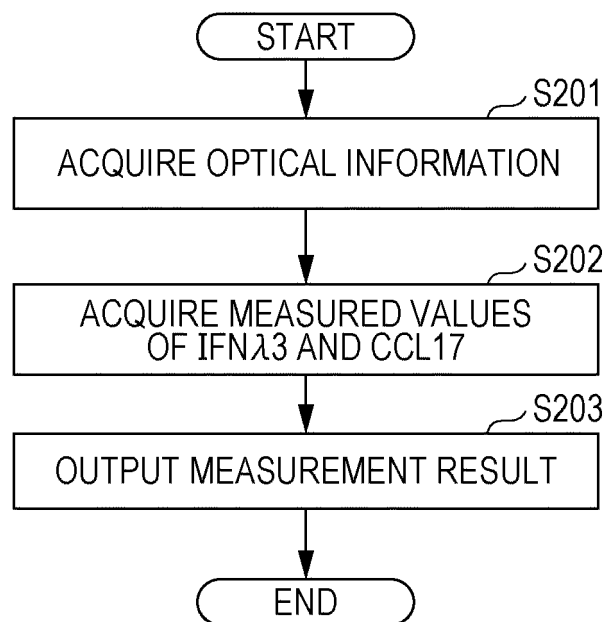 START
S201
ACQUIRE OPTICAL INFORMATION
S202
ACQUIRE MEASURED VALUES
OF IFNλ3 AND CCL17
S203
OUTPUT MEASUREMENT RESULT
END